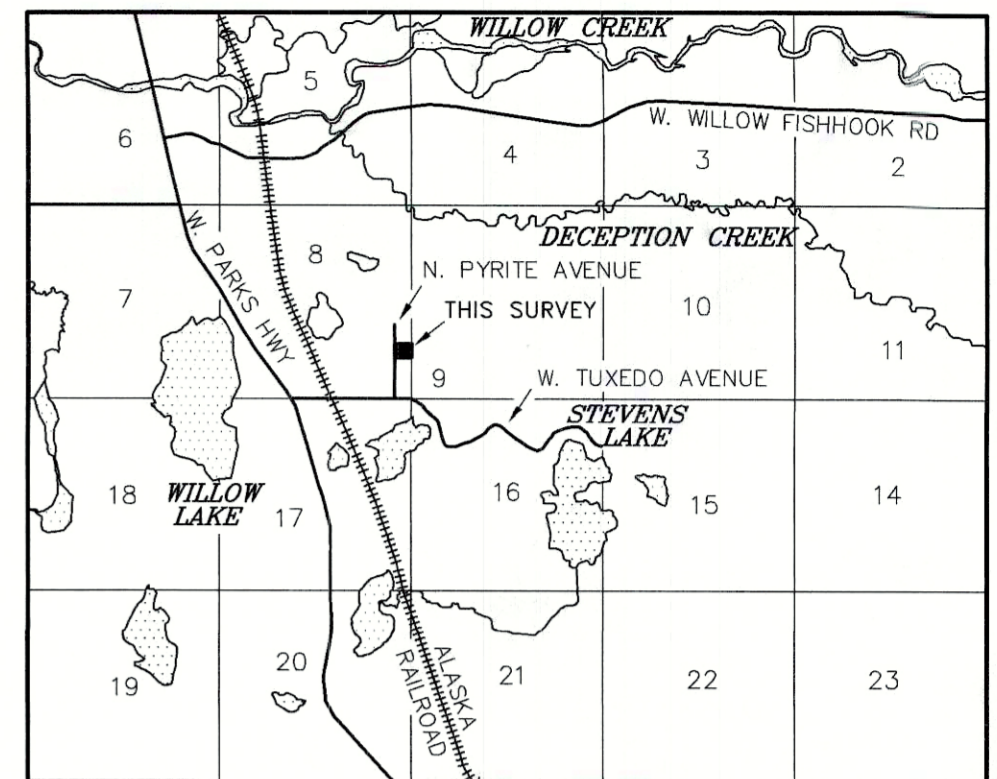 WILLOW CREEK
5
6
W. WILLOW FISHHOOK RD
4
3
2
DECEPTION CREEK
W. PARKS HWY
8
N. PYRITE AVENUE
7
THIS SURVEY
10
11
9
W. TUXEDO AVENUE
STEVENS
LAKE
18
WILLOW
LAKE
17
16
15
14
ALASKA
RAILROAD
20
19
21
22
23